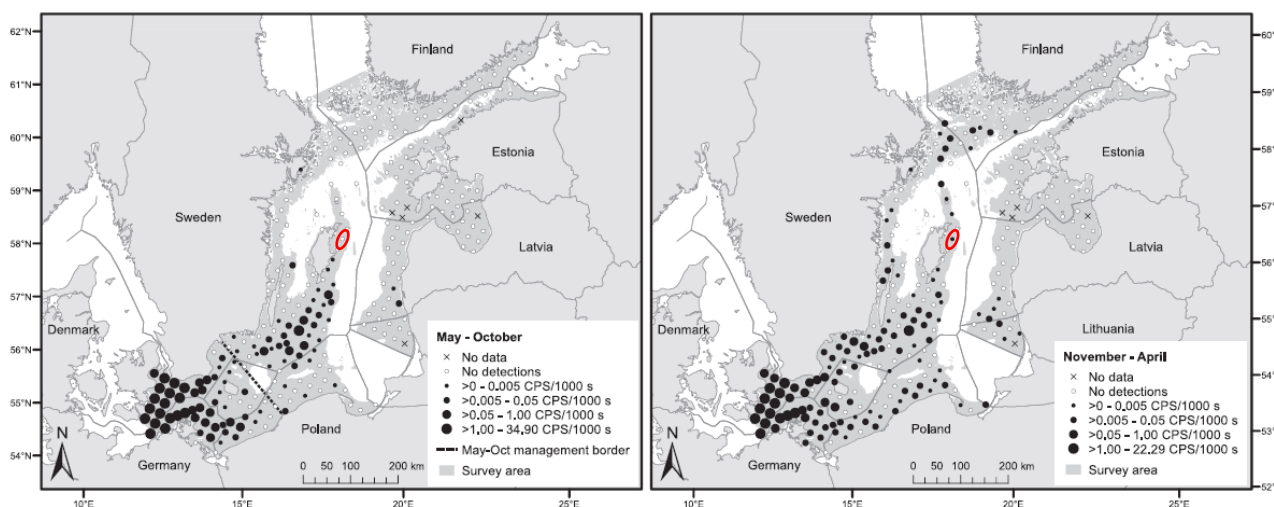 62°N
61°N
60°N
59°N
58°N
57°N
56°N
55°N
54°N
10°E
15°E
20°E
25°E
Finland
Estonia
Sweden
Latvia
Denmark
Poland
Germany
N
0 50 100 200 km
May - October
No data
No detections
>0 - 0.005 CPS/1000 s
>0.005 - 0.05 CPS/1000 s
>0.05 - 1.00 CPS/1000 s
>1.00 - 34.90 CPS/1000 s
May-Oct management border
Survey area
60°N
59°N
58°N
57°N
56°N
55°N
54°N
53°N
52°N
10°E
15°E
20°E
25°E
Finland
Estonia
Sweden
Latvia
Lithuania
Denmark
Poland
Germany
N
0 50 100 200 km
November - April
No data
No detections
>0 - 0.005 CPS/1000 s
>0.005 - 0.05 CPS/1000 s
>0.05 - 1.00 CPS/1000 s
>1.00 - 22.29 CPS/1000 s
Survey area